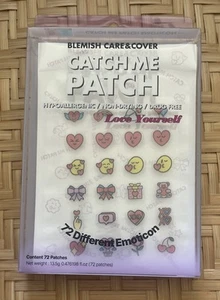 BLEMISH CARE&COVER
CATCH ME
PATCH
HYPOALLERGENIC / NON-DRYING / DRUG FREE
Love Yourself
72 Different Emoticon
Content 72 Patches